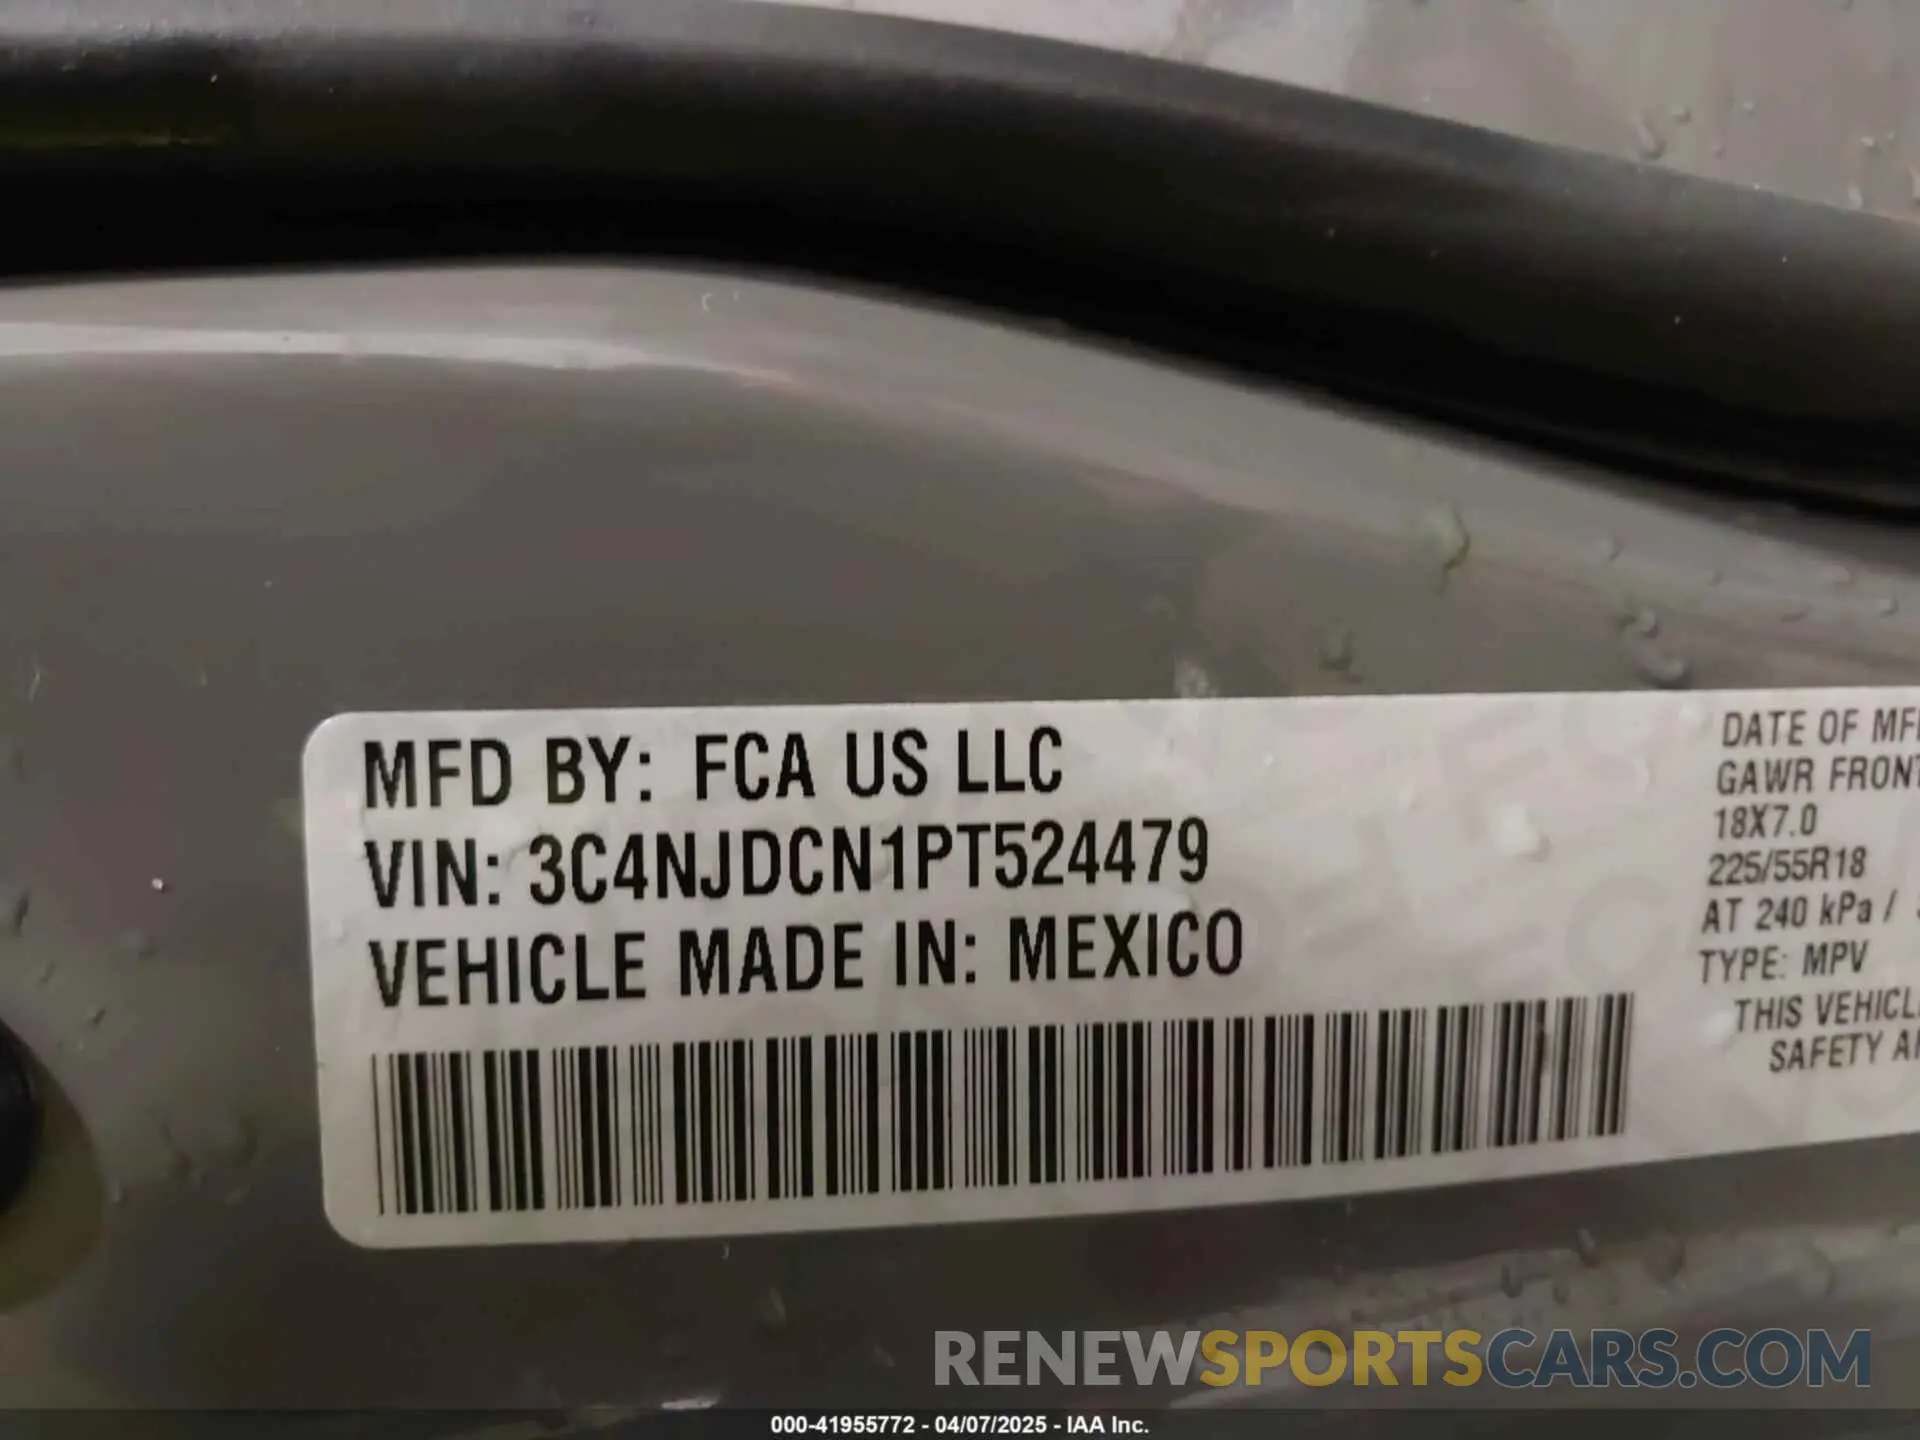 MFD BY: FCA US LLC
VIN: 3C4NJDCN1PT524479
VEHICLE MADE IN: MEXICO
DATE OF MF
GAWR FRONT
18X7.0
225/55R18
AT 240 kPa /
TYPE: MPV
THIS VEHICL
SAFETY A
RENEWSPORTSCARS.COM
000-41955772 - 04/07/2025 - IAA Inc.